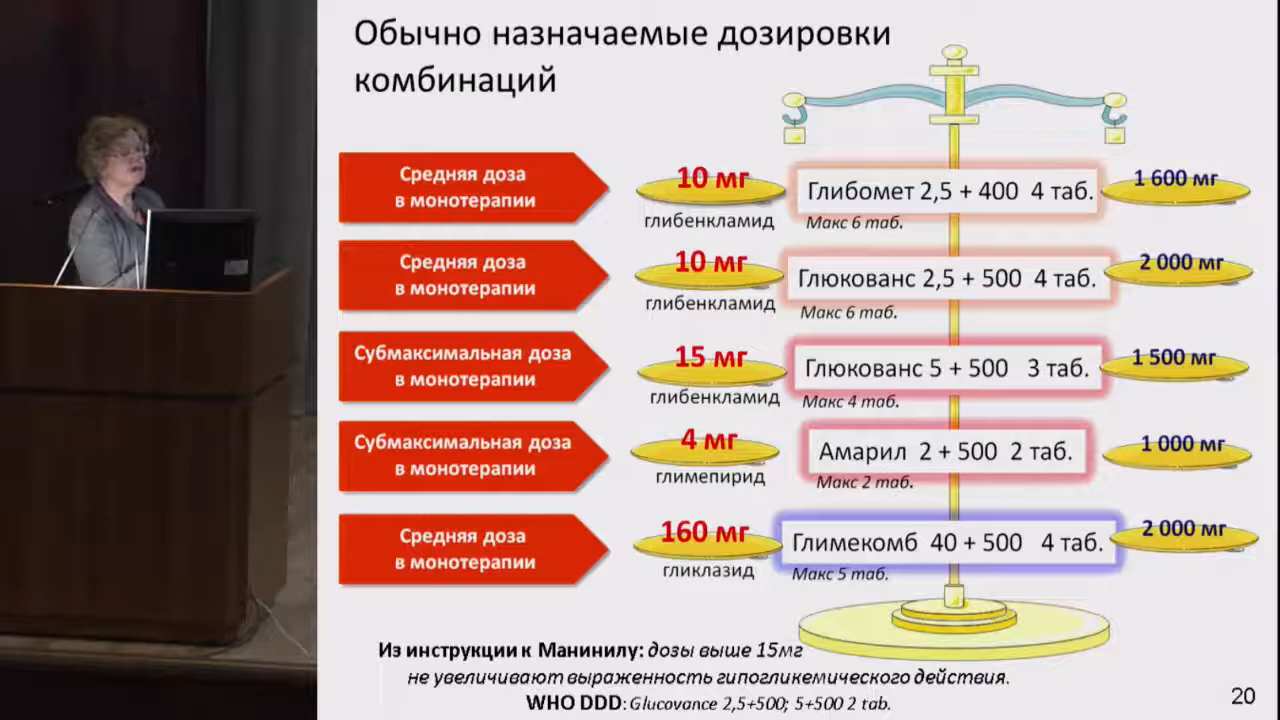 Обычно назначаемые дозировки
комбинаций
Средняя доза
в монотерапии
10 мг
глибенкламид
Глибомет 2,5 + 400 4 таб.
Макс 6 таб.
1 600 мг
Средняя доза
в монотерапии
10 мг
глибенкламид
Глюкованс 2,5 + 500 4 таб.
Макс 6 таб.
2 000 мг
Субмаксимальная доза
в монотерапии
15 мг
глибенкламид
Глюкованс 5 + 500 3 таб.
Макс 4 таб.
1 500 мг
Субмаксимальная доза
в монотерапии
4 мг
глимепирид
Амарил 2 + 500 2 таб.
Макс 2 таб.
1 000 мг
Средняя доза
в монотерапии
160 мг
гликлазид
Глимекомб 40 + 500 4 таб.
Макс 5 таб.
2 000 мг
Из инструкции к Манинилу: дозы выше 15мг
не увеличивают выраженность гипогликемического действия.
WHO DDD: Glucovance 2,5+500; 5+500 2 tab.
20